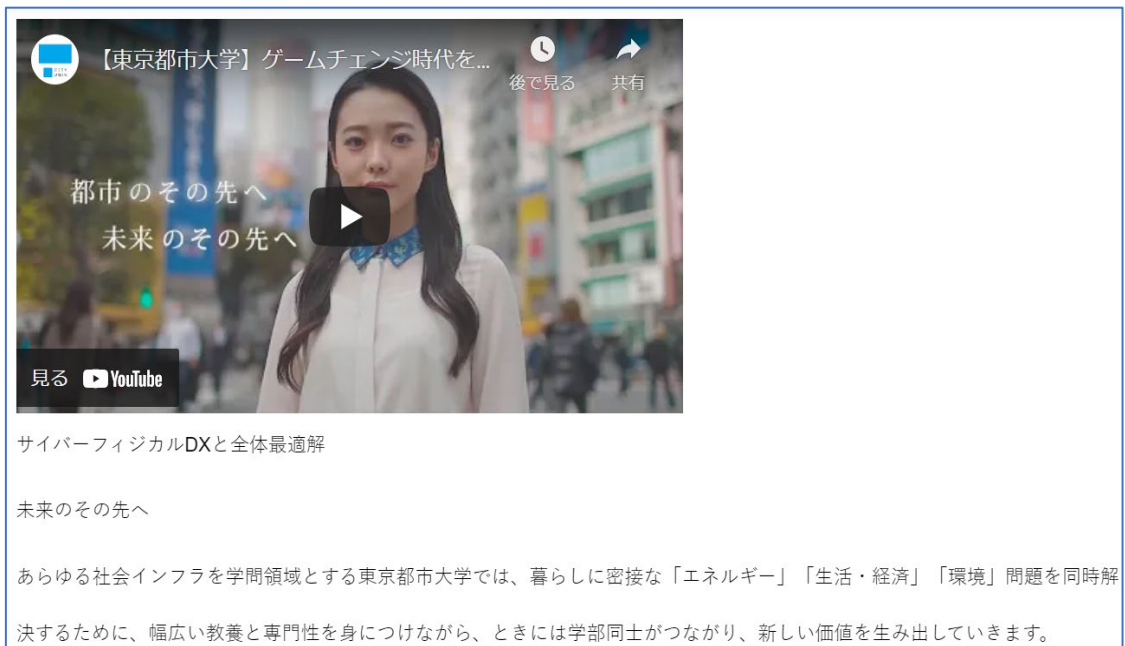 【東京都市大学】ゲームチェンジ時代を...
後で見る
共有
都市のその先へ
未来のその先へ
見る YouTube
サイバーフィジカルDXと全体最適解
未来のその先へ
あらゆる社会インフラを学問領域とする東京都市大学では、暮らしに密接な「エネルギー」「生活・経済」「環境」問題を同時解
決するために、幅広い教養と専門性を身につけながら、ときには学部同士がつながり、新しい価値を生み出していきます。